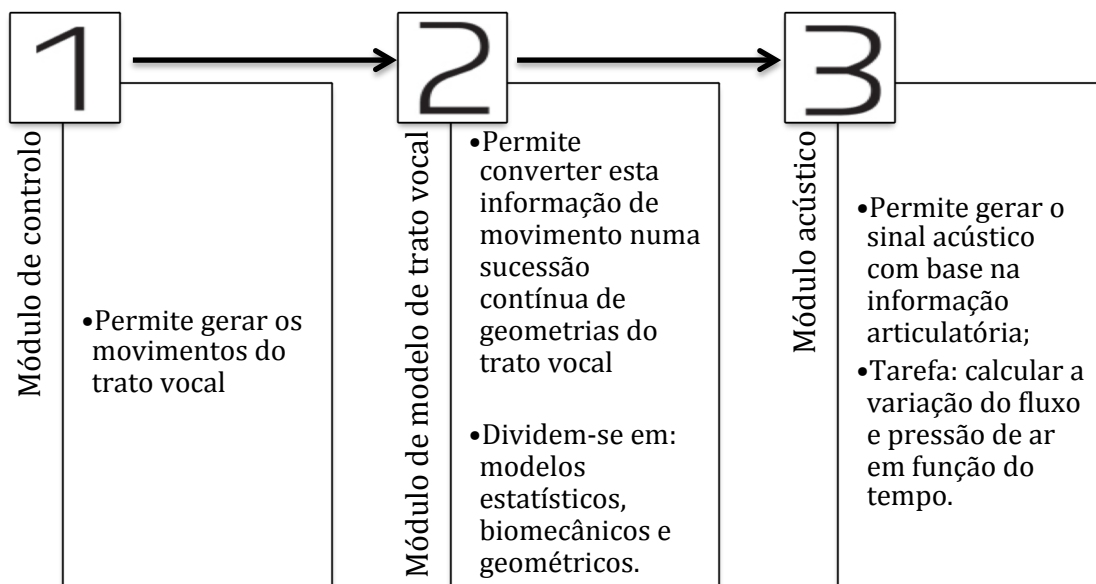 1
Módulo de controlo
•Permite gerar os
movimentos do
trato vocal
2
Módulo de modelo de trato vocal
•Permite
converter esta
informação de
movimento numa
sucessão
contínua de
geometrias do
trato vocal
•Dividem-se em:
modelos
estatísticos,
biomecânicos e
geométricos.
3
Módulo acústico
•Permite gerar o
sinal acústico
com base na
informação
articulatória;
•Tarefa: calcular a
variação do fluxo
e pressão de ar
em função do
tempo.